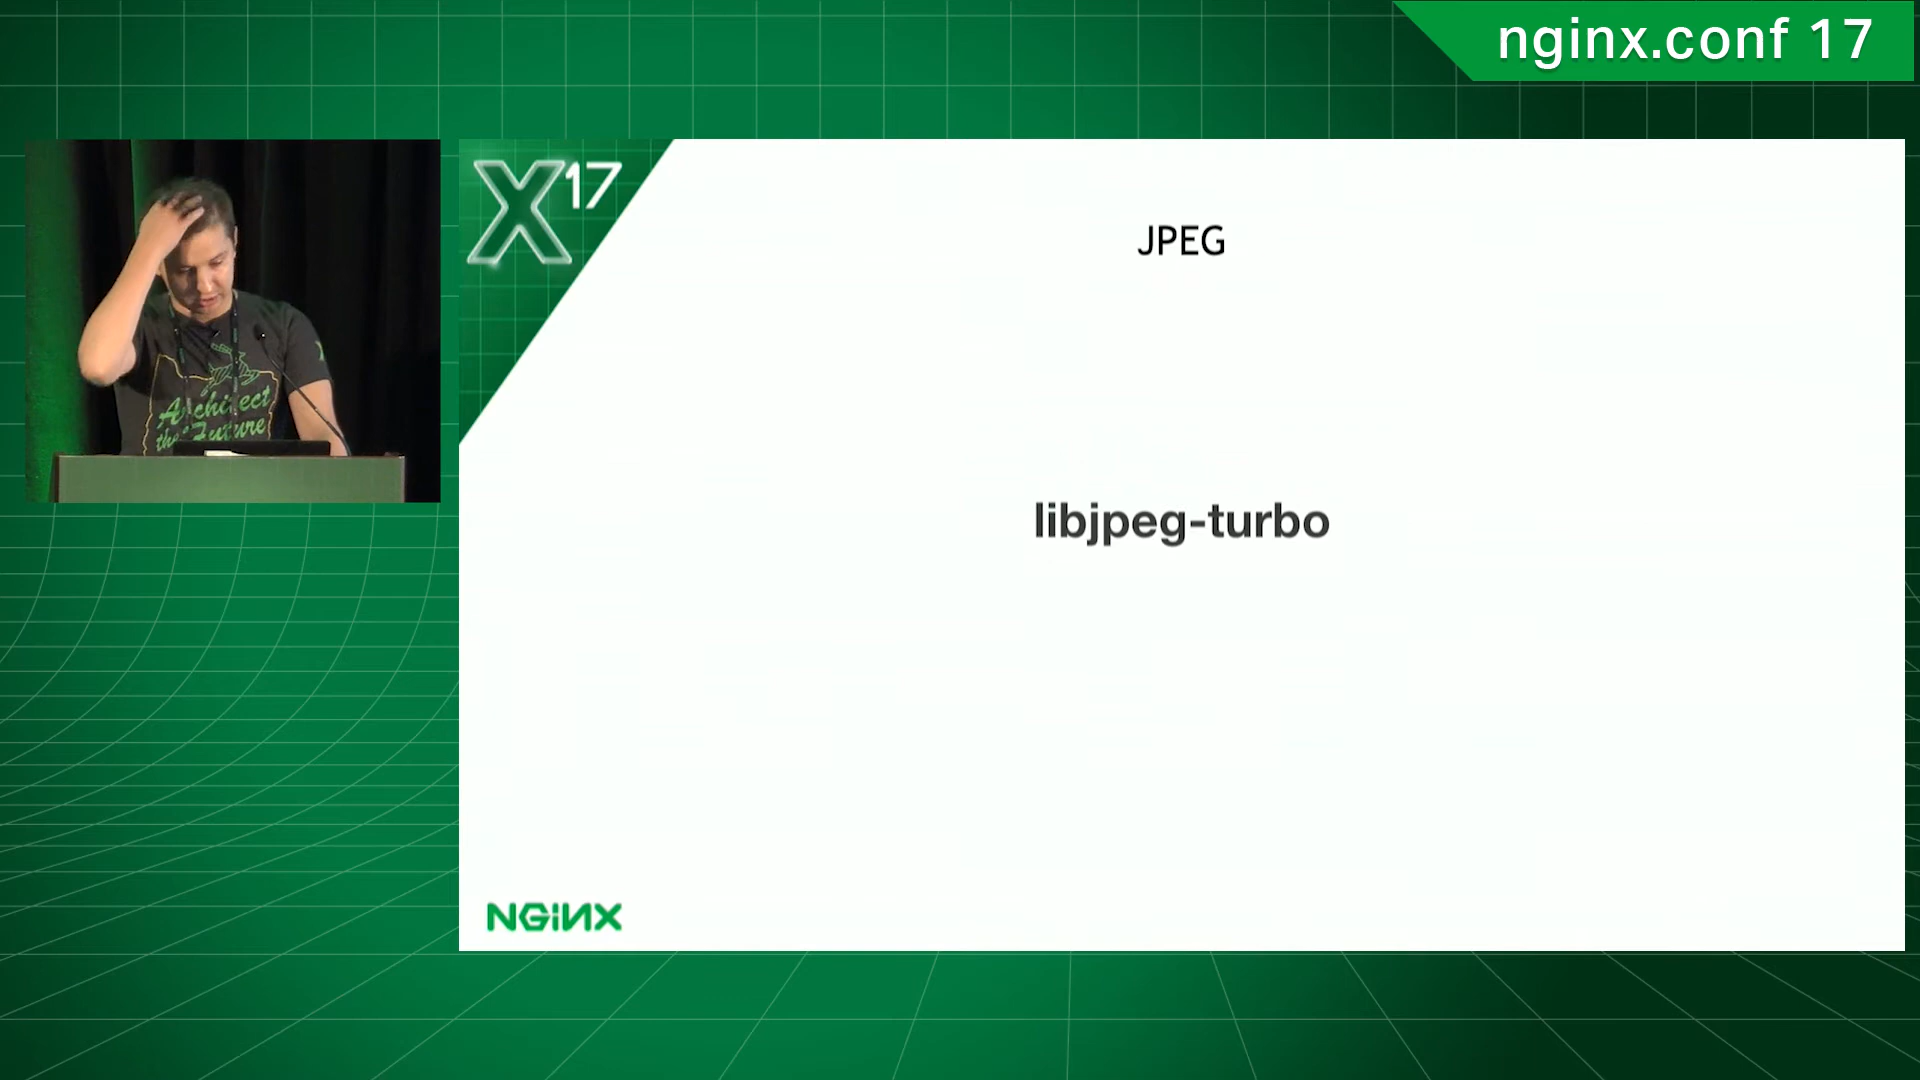 nginx.conf 17
X17
JPEG
Architect
the Future
libjpeg-turbo
NGINX